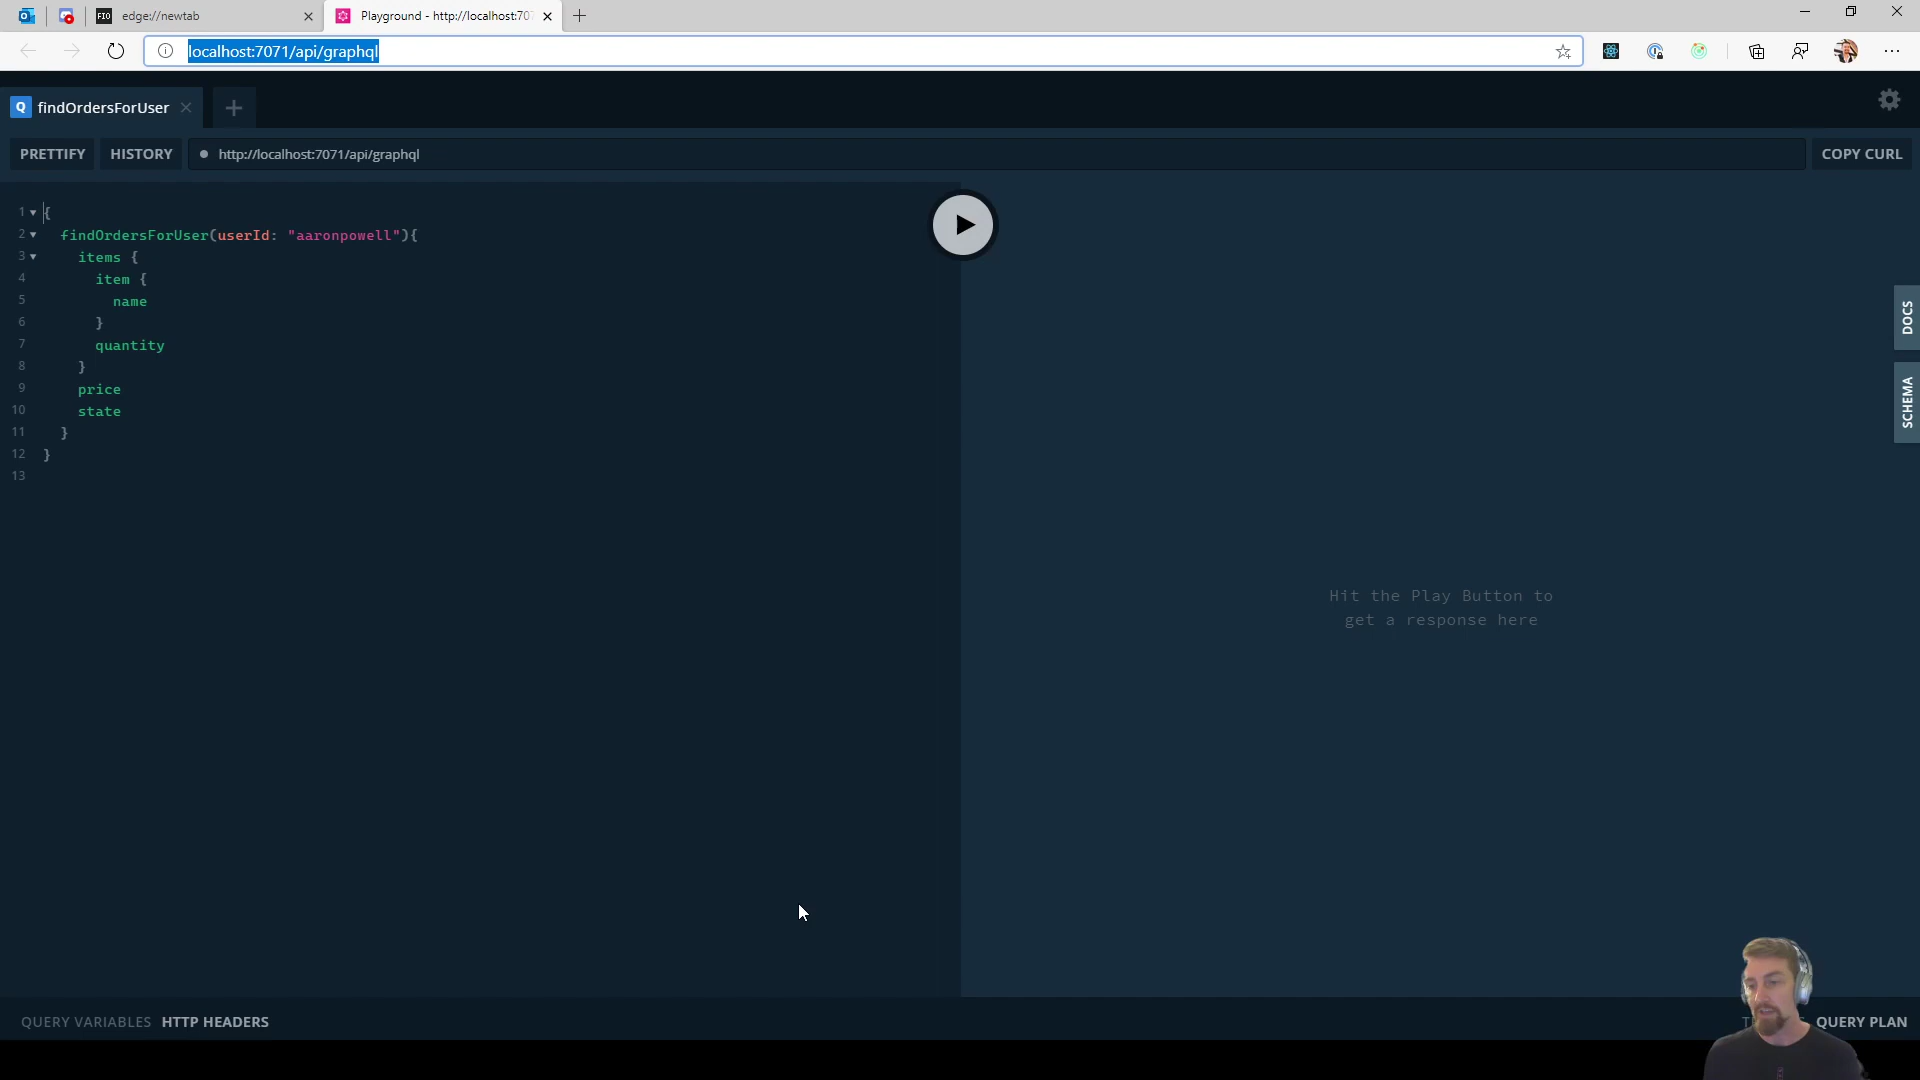 FIO edge://newtab
Playground - http://localhost:707
localhost:7071/api/graphql
Q findOrdersForUser
PRETTIFY HISTORY http://localhost:7071/api/graphql COPY CURL
1 {
2 findOrdersForUser(userId: "aaronpowell"){
3 items {
4 item {
5 name
6 }
7 quantity
8 }
9 price
10 state
11 }
12 }
13
Hit the Play Button to
get a response here
DOCS
SCHEMA
QUERY VARIABLES HTTP HEADERS
QUERY PLAN